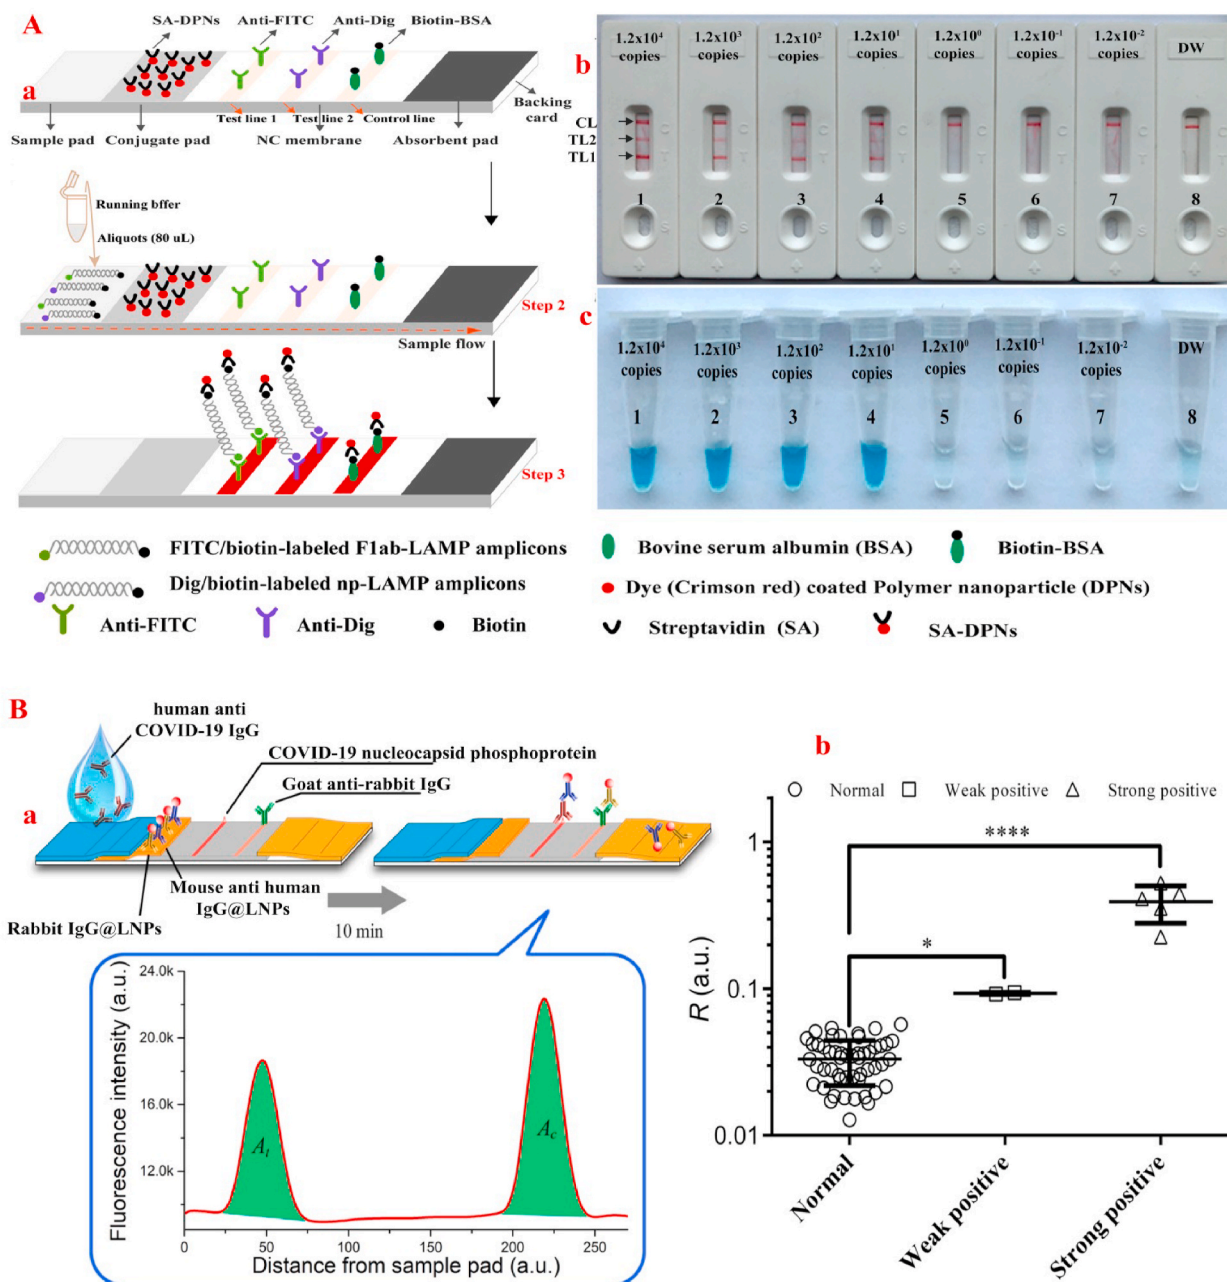 A
SA-DPNs
Anti-FITC
Anti-Dig
Biotin-BSA
a
Test line 1
Test line 2
Control line
Backing
card
Sample pad
Conjugate pad
NC membrane
Absorbent pad
Running bffer
Aliquots (80 uL)
Step 2
Sample flow
Step 3
b
1.2x10⁴
copies
1.2x10³
copies
1.2x10²
copies
1.2x10¹
copies
1.2x10⁰
copies
1.2x10⁻¹
copies
1.2x10⁻²
copies
DW
CL
TL2
TL1
C C C C C C C C
T T T T T T T T
1 2 3 4 5 6 7 8
S S S S S S S S
c
1.2x10⁴
copies
1.2x10³
copies
1.2x10²
copies
1.2x10¹
copies
1.2x10⁰
copies
1.2x10⁻¹
copies
1.2x10⁻²
copies
DW
1 2 3 4 5 6 7 8
FITC/biotin-labeled F1ab-LAMP amplicons
Bovine serum albumin (BSA)
Biotin-BSA
Dig/biotin-labeled np-LAMP amplicons
Dye (Crimson red) coated Polymer nanoparticle (DPNs)
Anti-FITC
Anti-Dig
Biotin
Streptavidin (SA)
SA-DPNs
B
human anti
COVID-19 IgG
COVID-19 nucleocapsid phosphoprotein
Goat anti-rabbit IgG
a
Mouse anti human
IgG@LNPs
Rabbit IgG@LNPs
10 min
Fluorescence intensity (a.u.)
24.0k
20.0k
16.0k
12.0k
At
Ac
0 50 100 150 200 250
Distance from sample pad (a.u.)
b
Normal
Weak positive
Strong positive
****
*
R (a.u.)
1
0.1
0.01
Normal
Weak positive
Strong positive